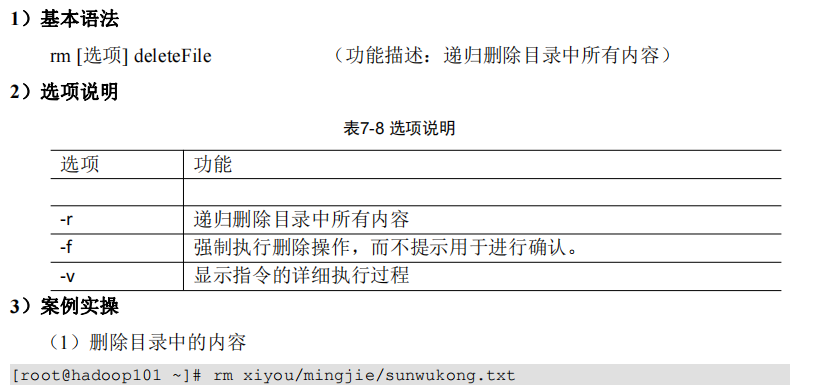 1）基本语法
rm [选项] deleteFile （功能描述：递归删除目录中所有内容）
2）选项说明
表7-8 选项说明
选项 功能
-r 递归删除目录中所有内容
-f 强制执行删除操作，而不提示用于进行确认。
-v 显示指令的详细执行过程
3）案例实操
（1）删除目录中的内容
[root@hadoop101 ~]# rm xiyou/mingjie/sunwukong.txt